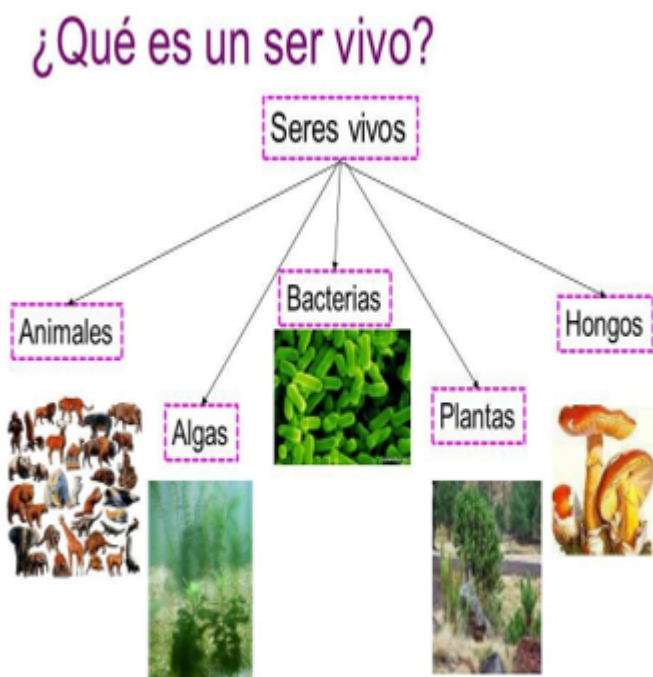 ¿Qué es un ser vivo?
Seres vivos
Animales
Algas
Bacterias
Plantas
Hongos